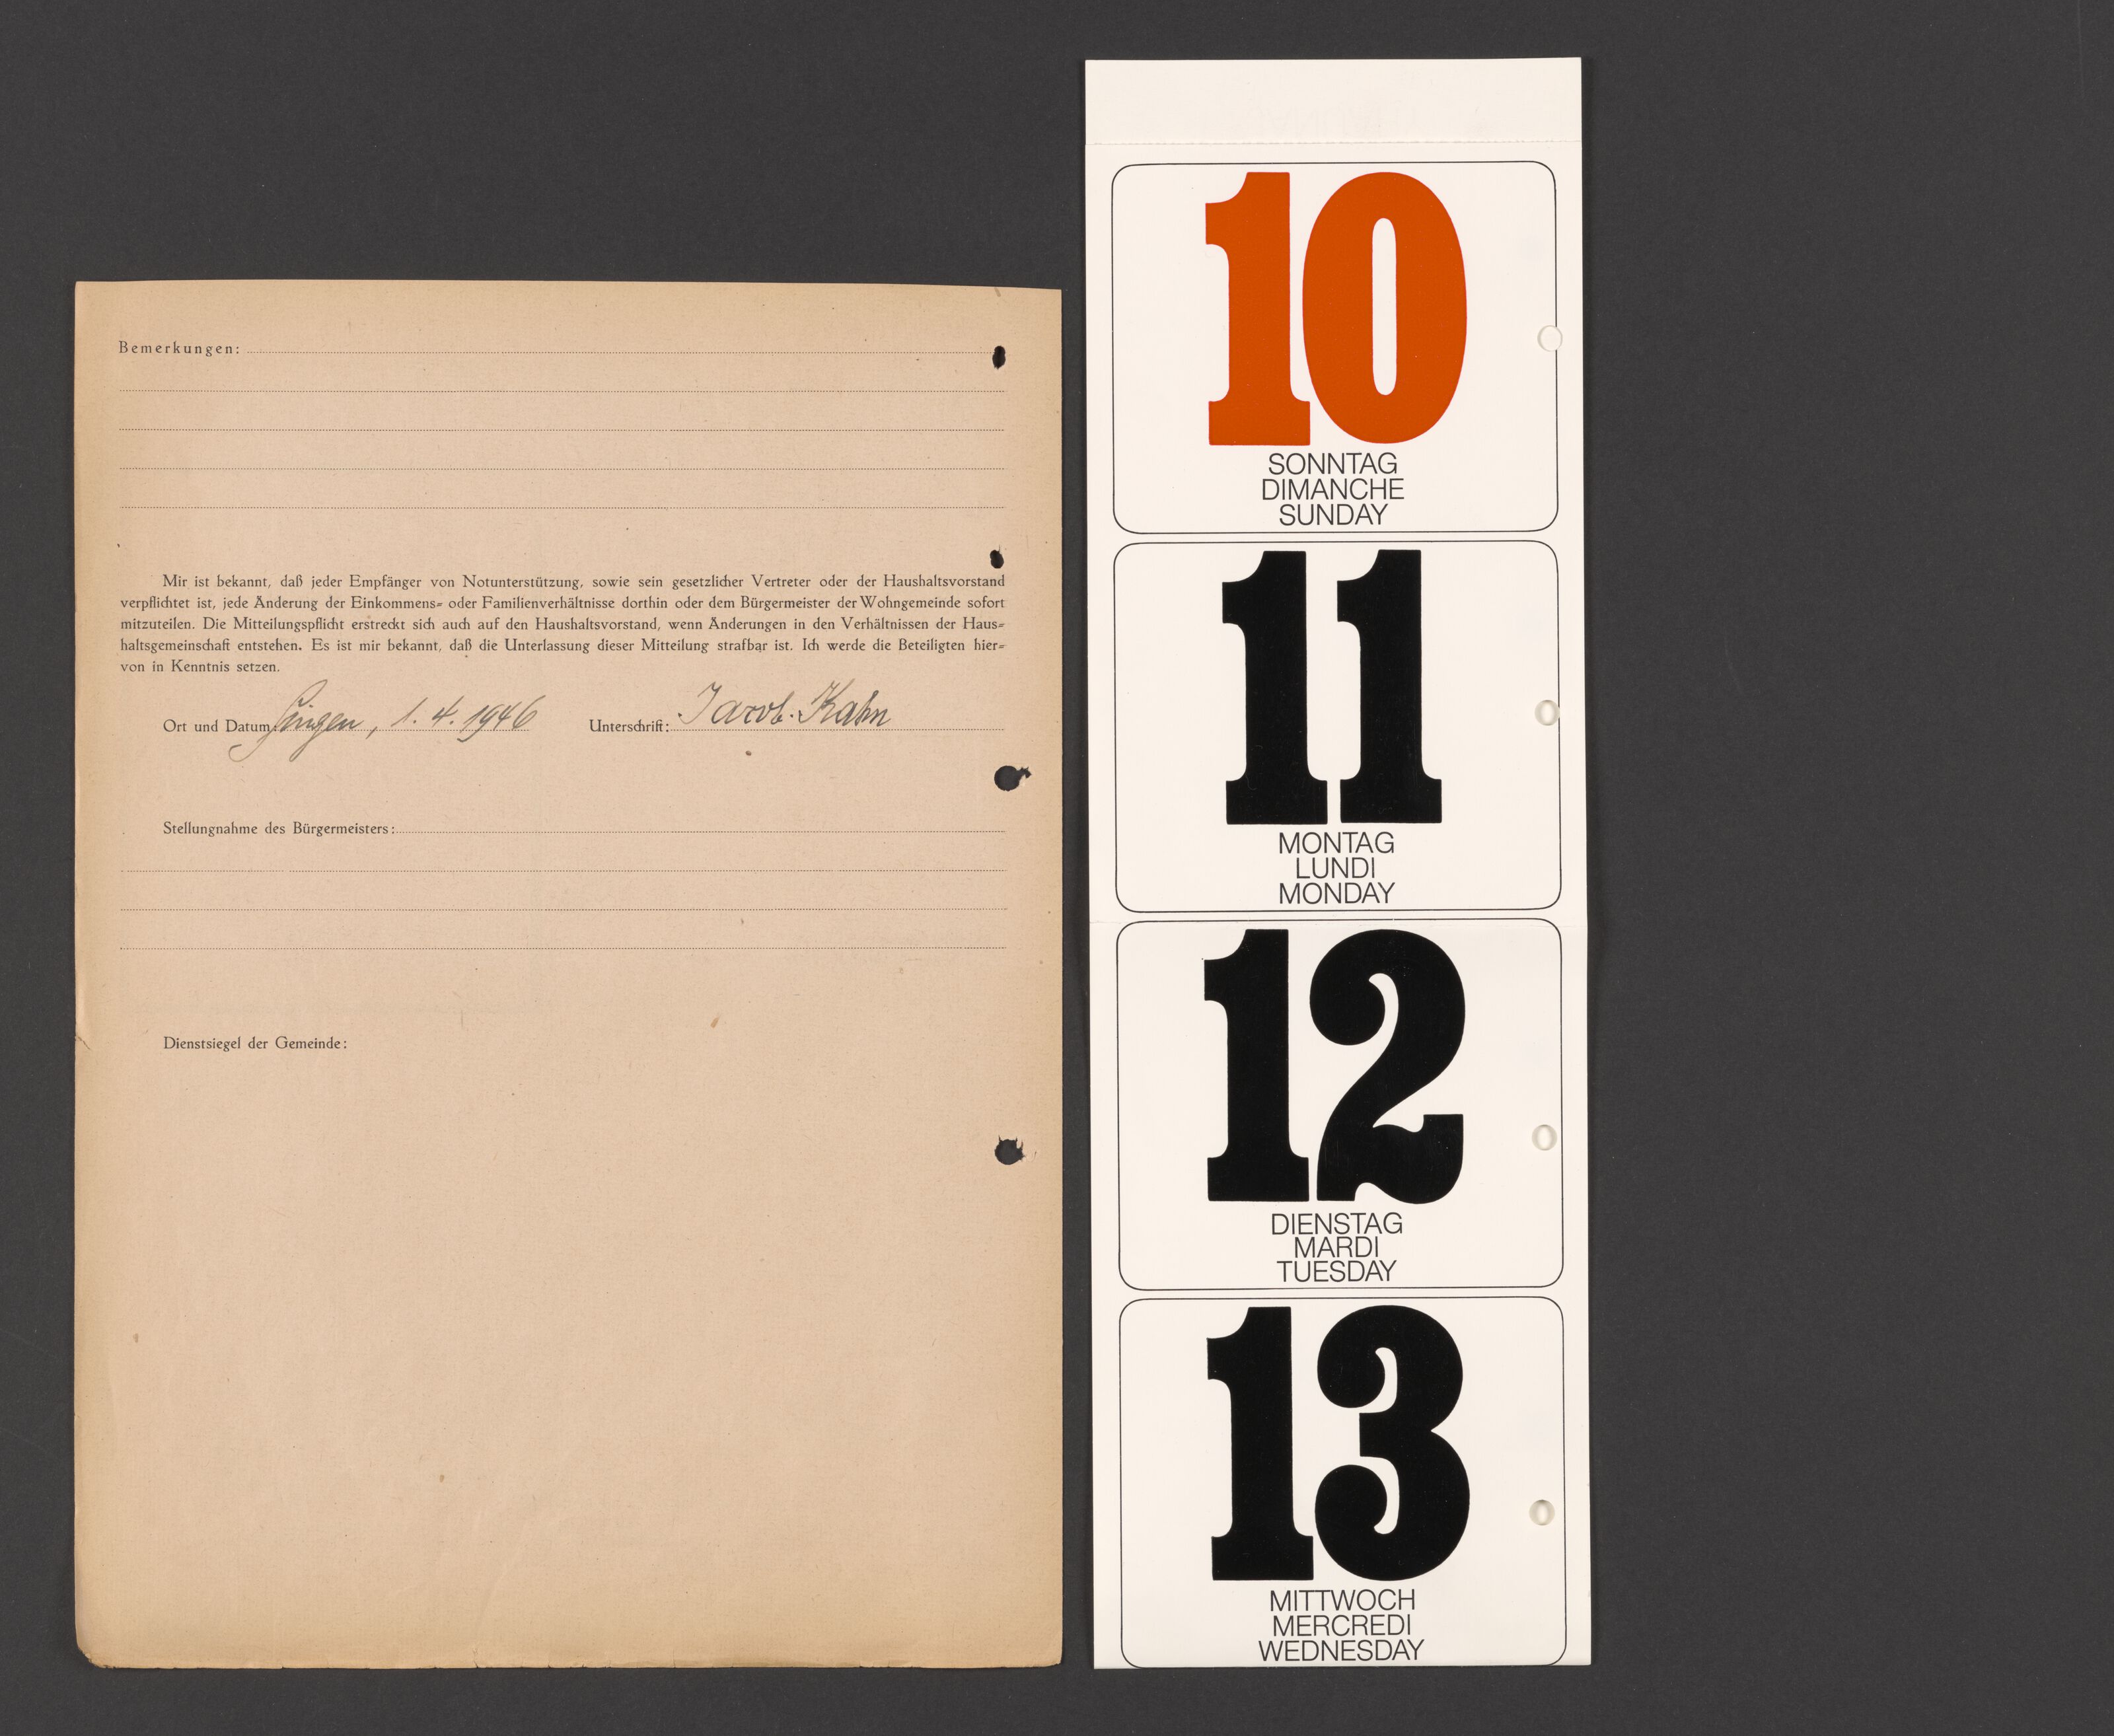 Bemerkungen:
Mir ist bekannt, daß jeder Empfänger von Notunterstützung, sowie sein gesetzlicher Vertreter oder der Haushaltsvorstand
verpflichtet ist, jede Änderung der Einkommens= oder Familienverhältnisse dorthin oder dem Bürgermeister der Wohngemeinde sofort
mitzuteilen. Die Mitteilungspflicht erstreckt sich auch auf den Haushaltsvorstand, wenn Änderungen in den Verhältnissen der Haus=
haltsgemeinschaft entstehen. Es ist mir bekannt, daß die Unterlassung dieser Mitteilung strafbar ist. Ich werde die Beteiligten hier=
von in Kenntnis setzen.
Ort und Datum: 1. 4. 1946 Unterschrift: Jacob Kahn
Stellungnahme des Bürgermeisters:
Dienstsiegel der Gemeinde:
10
SONNTAG
DIMANCHE
SUNDAY
11
MONTAG
LUNDI
MONDAY
12
DIENSTAG
MARDI
TUESDAY
13
MITTWOCH
MERCREDI
WEDNESDAY